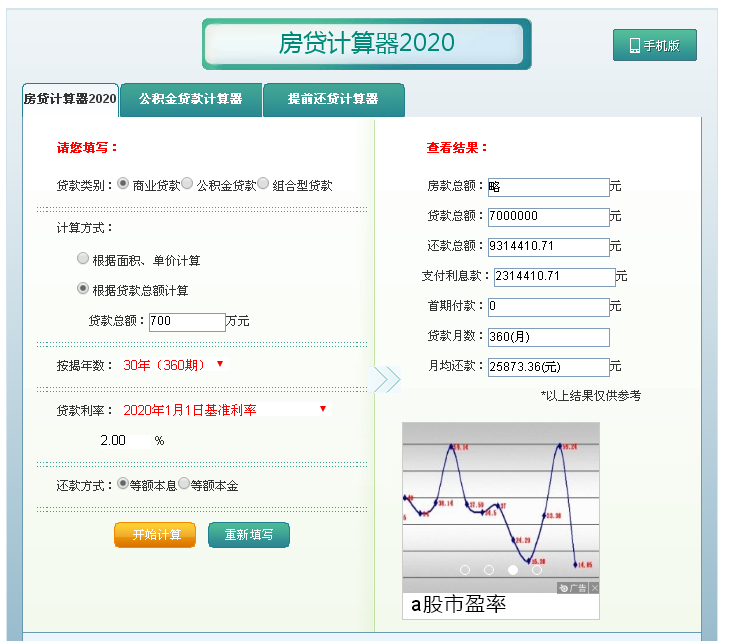 房贷计算器2020
手机版
房贷计算器2020
公积金贷款计算器
提前还贷计算器
请您填写：
贷款类别： 商业贷款 公积金贷款 组合型贷款
计算方式：
根据面积、单价计算
根据贷款总额计算
贷款总额：700 万元
按揭年数： 30年（360期） ▼
贷款利率： 2020年1月1日基准利率 ▼
2.00 %
还款方式： 等额本息 等额本金
开始计算 重新填写
查看结果：
房款总额：略 元
贷款总额：7000000 元
还款总额：9314410.71 元
支付利息款：2314410.71 元
首期付款：0 元
贷款月数：360(月)
月均还款：25873.36(元) 元
*以上结果仅供参考
广告
a股市盈率